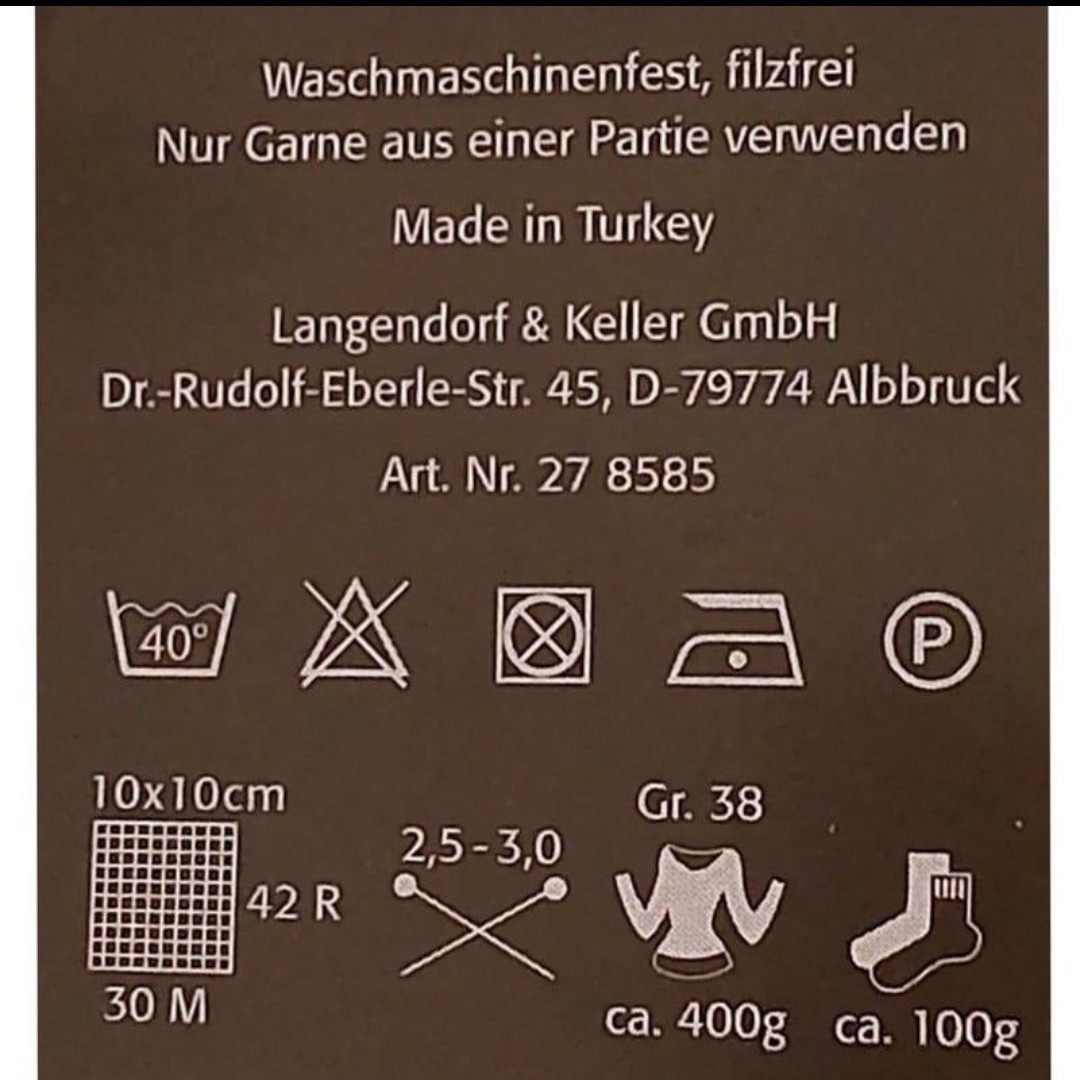 Waschmaschinenfest, filzfrei
Nur Garne aus einer Partie verwenden
Made in Turkey
Langendorf & Keller GmbH
Dr.-Rudolf-Eberle-Str. 45, D-79774 Albbruck
Art. Nr. 27 8585
40°
P
10x10cm
42 R
30 M
2,5-3,0
Gr. 38
ca. 400g
ca. 100g